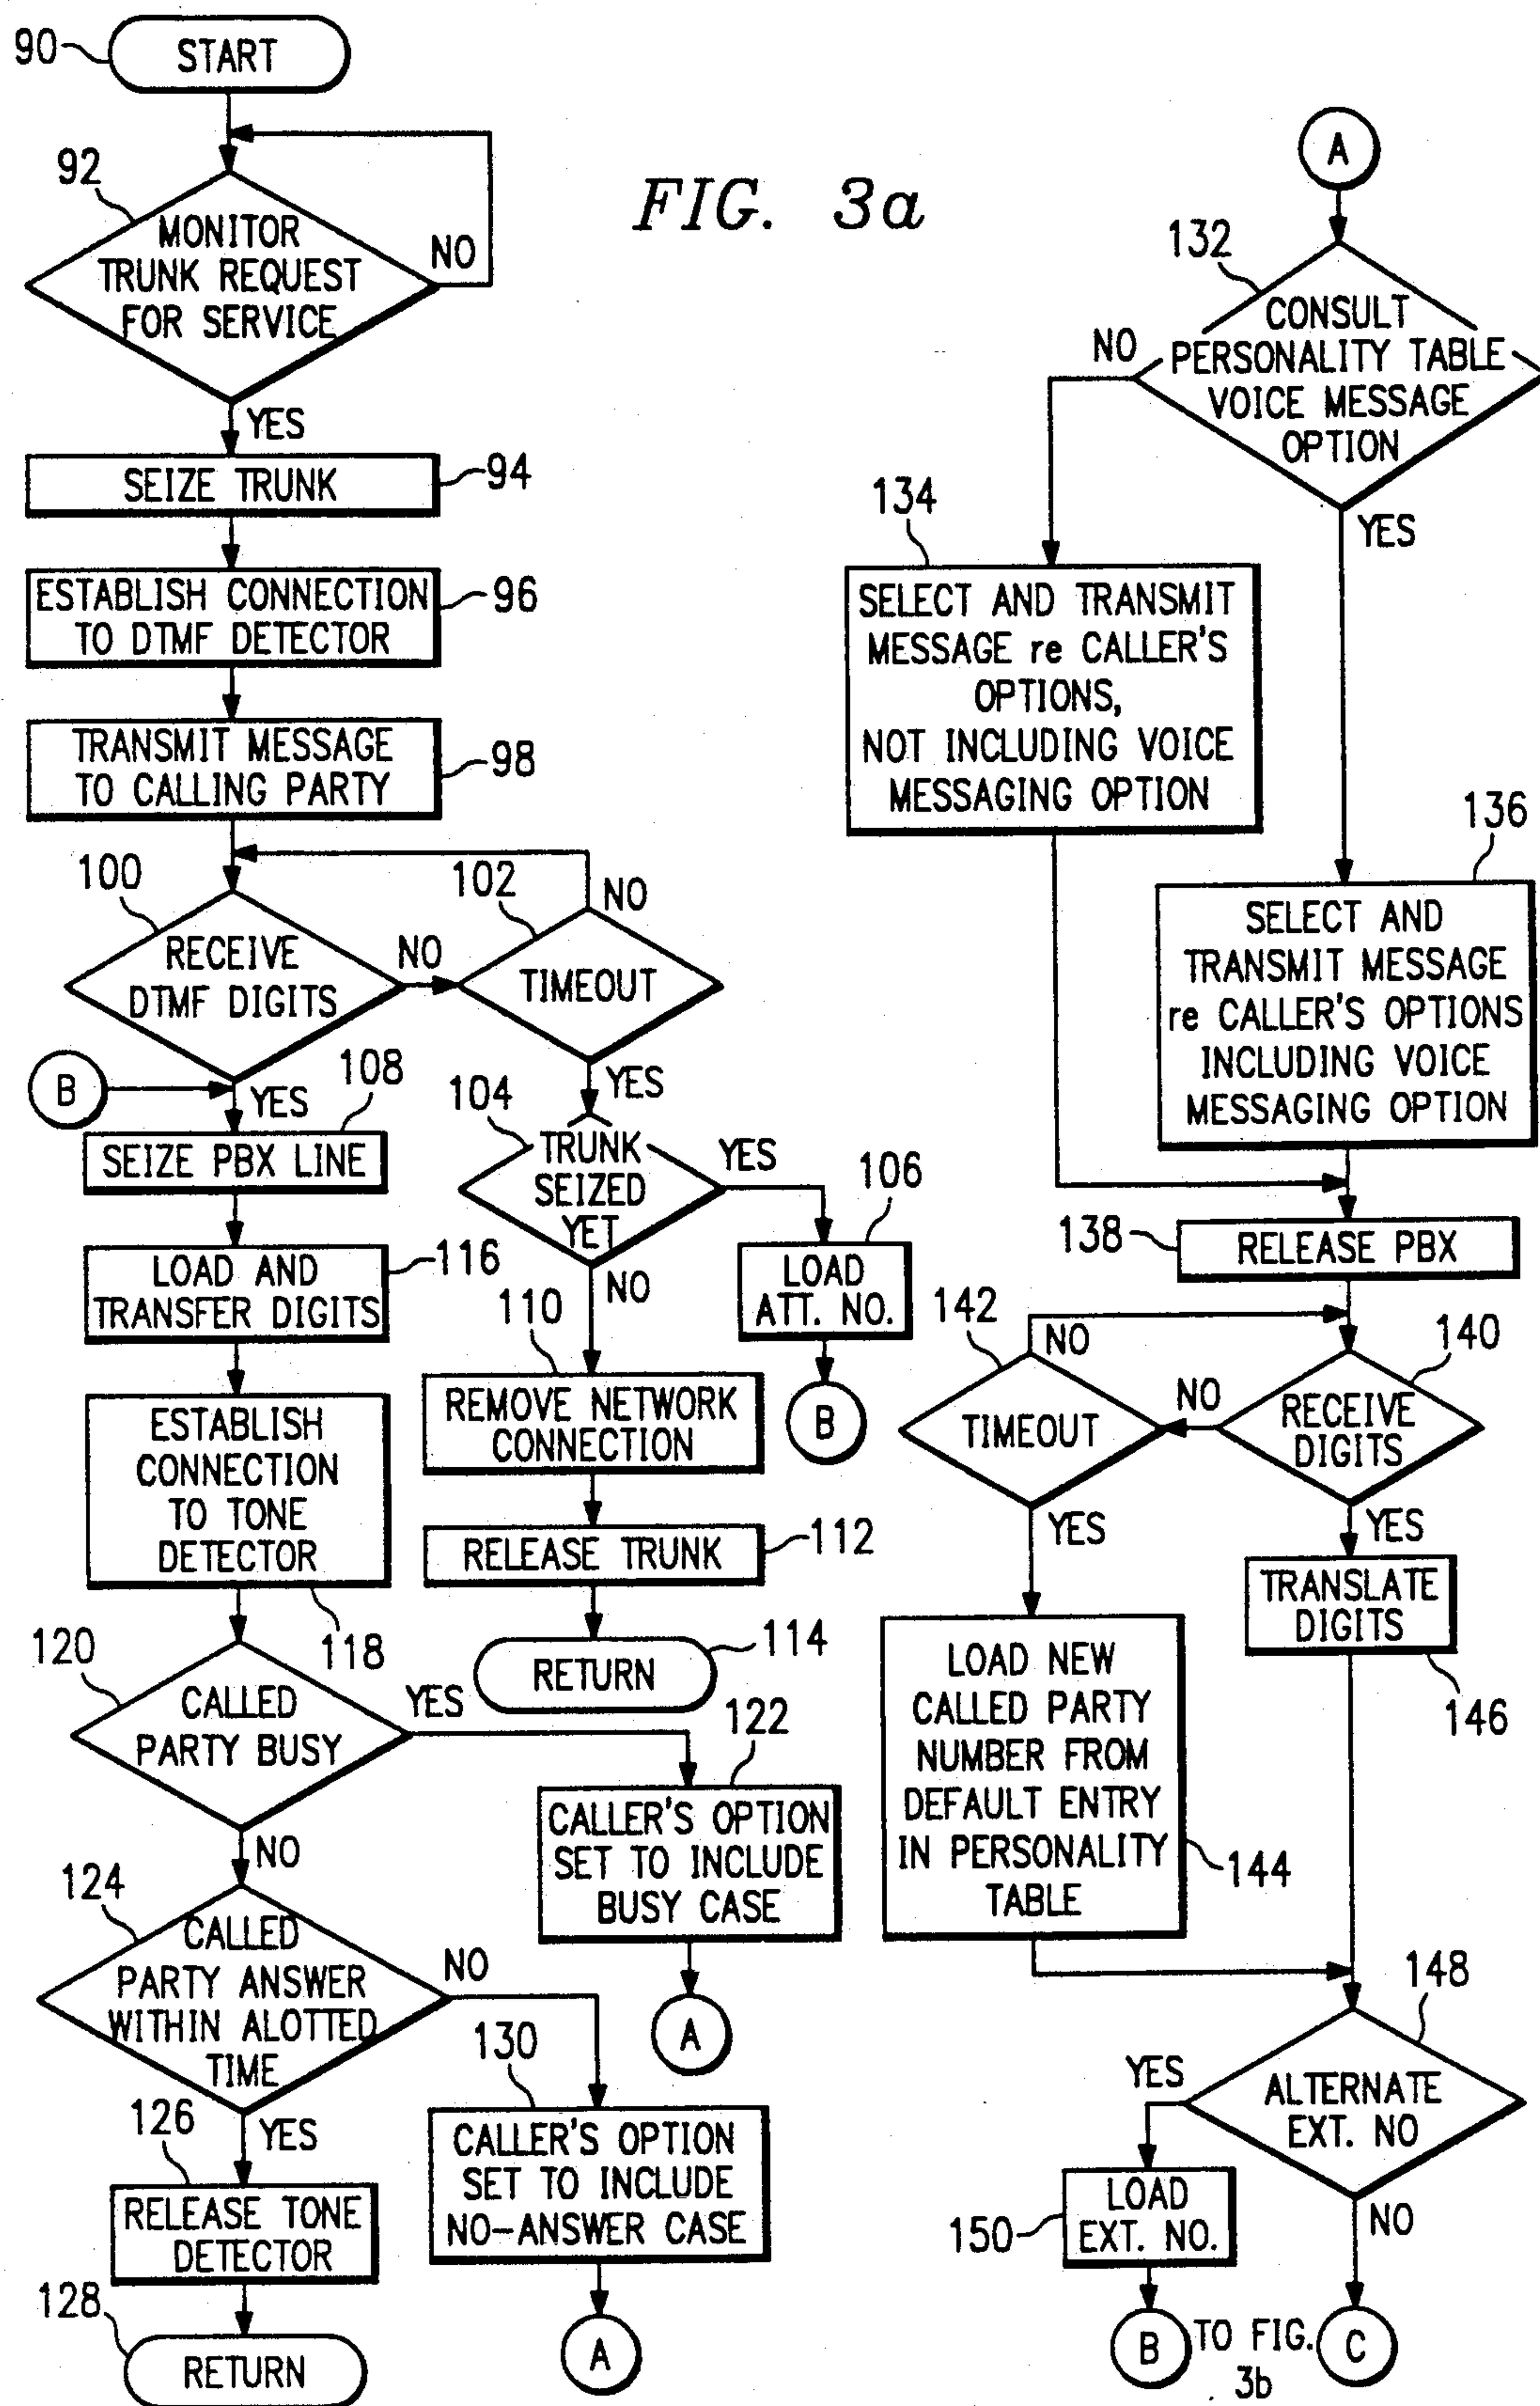 90
START
92
MONITOR
TRUNK REQUEST
FOR SERVICE
NO
YES
SEIZE TRUNK
94
ESTABLISH CONNECTION
TO DTMF DETECTOR
96
TRANSMIT MESSAGE
TO CALLING PARTY
98
100
RECEIVE
DTMF DIGITS
NO
102
TIMEOUT
NO
YES
B
YES
108
SEIZE PBX LINE
104
TRUNK
SEIZED
YET
YES
NO
106
LOAD
ATT. NO.
B
LOAD AND
TRANSFER DIGITS
116
110
REMOVE NETWORK
CONNECTION
ESTABLISH
CONNECTION
TO TONE
DETECTOR
118
RELEASE TRUNK
112
RETURN
114
120
CALLED
PARTY BUSY
YES
NO
122
CALLER'S OPTION
SET TO INCLUDE
BUSY CASE
A
124
CALLED
PARTY ANSWER
WITHIN ALOTTED
TIME
NO
YES
130
CALLER'S OPTION
SET TO INCLUDE
NO-ANSWER CASE
A
126
RELEASE TONE
DETECTOR
128
RETURN
FIG. 3a
A
132
CONSULT
PERSONALITY TABLE
VOICE MESSAGE
OPTION
NO
YES
134
SELECT AND TRANSMIT
MESSAGE re CALLER'S
OPTIONS,
NOT INCLUDING VOICE
MESSAGING OPTION
136
SELECT AND
TRANSMIT MESSAGE
re CALLER'S OPTIONS
INCLUDING VOICE
MESSAGING OPTION
138
RELEASE PBX
142
NO
TIMEOUT
YES
140
NO
RECEIVE
DIGITS
YES
TRANSLATE
DIGITS
146
LOAD NEW
CALLED PARTY
NUMBER FROM
DEFAULT ENTRY
IN PERSONALITY
TABLE
144
148
ALTERNATE
EXT. NO
YES
NO
150
LOAD
EXT. NO.
B
TO FIG.
3b
C